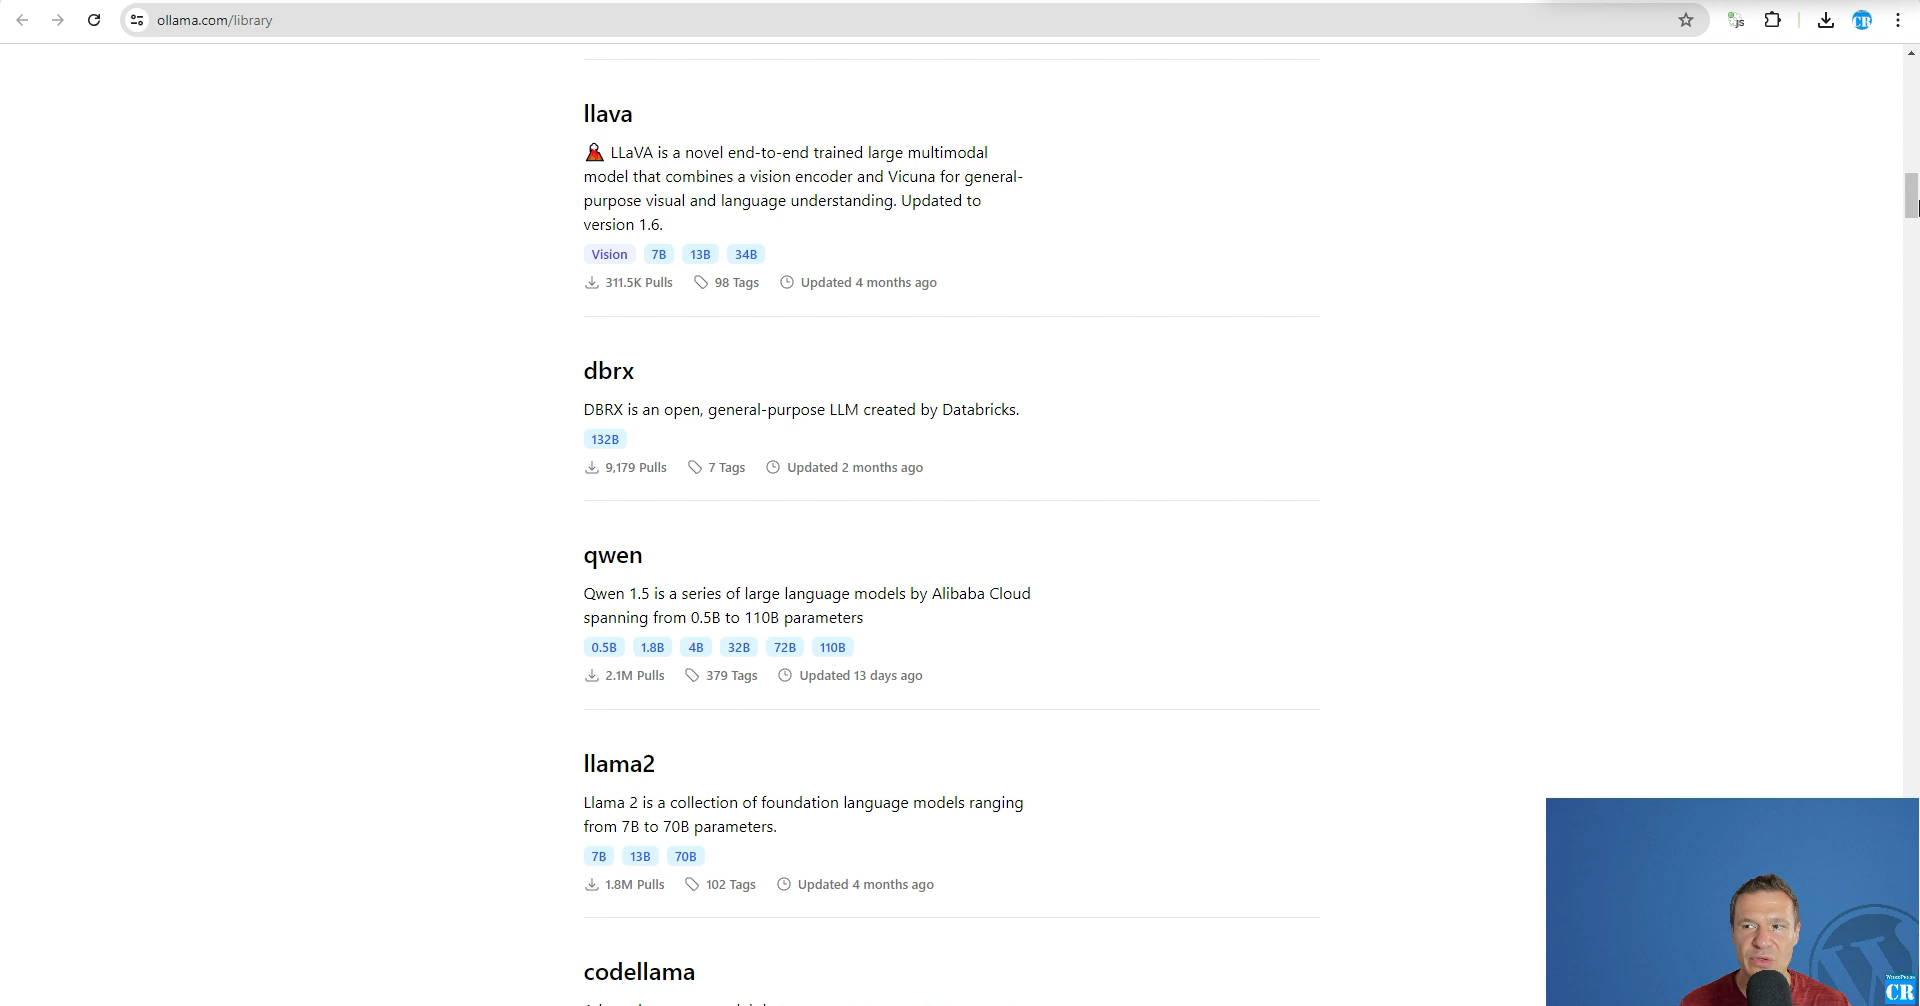 ollama.com/library
JS
CR
llava
🌋 LLaVA is a novel end-to-end trained large multimodal
model that combines a vision encoder and Vicuna for general-
purpose visual and language understanding. Updated to
version 1.6.
Vision 7B 13B 34B
311.5K Pulls 98 Tags Updated 4 months ago
dbrx
DBRX is an open, general-purpose LLM created by Databricks.
132B
9,179 Pulls 7 Tags Updated 2 months ago
qwen
Qwen 1.5 is a series of large language models by Alibaba Cloud
spanning from 0.5B to 110B parameters
0.5B 1.8B 4B 32B 72B 110B
2.1M Pulls 379 Tags Updated 13 days ago
llama2
Llama 2 is a collection of foundation language models ranging
from 7B to 70B parameters.
7B 13B 70B
1.8M Pulls 102 Tags Updated 4 months ago
codellama
CR